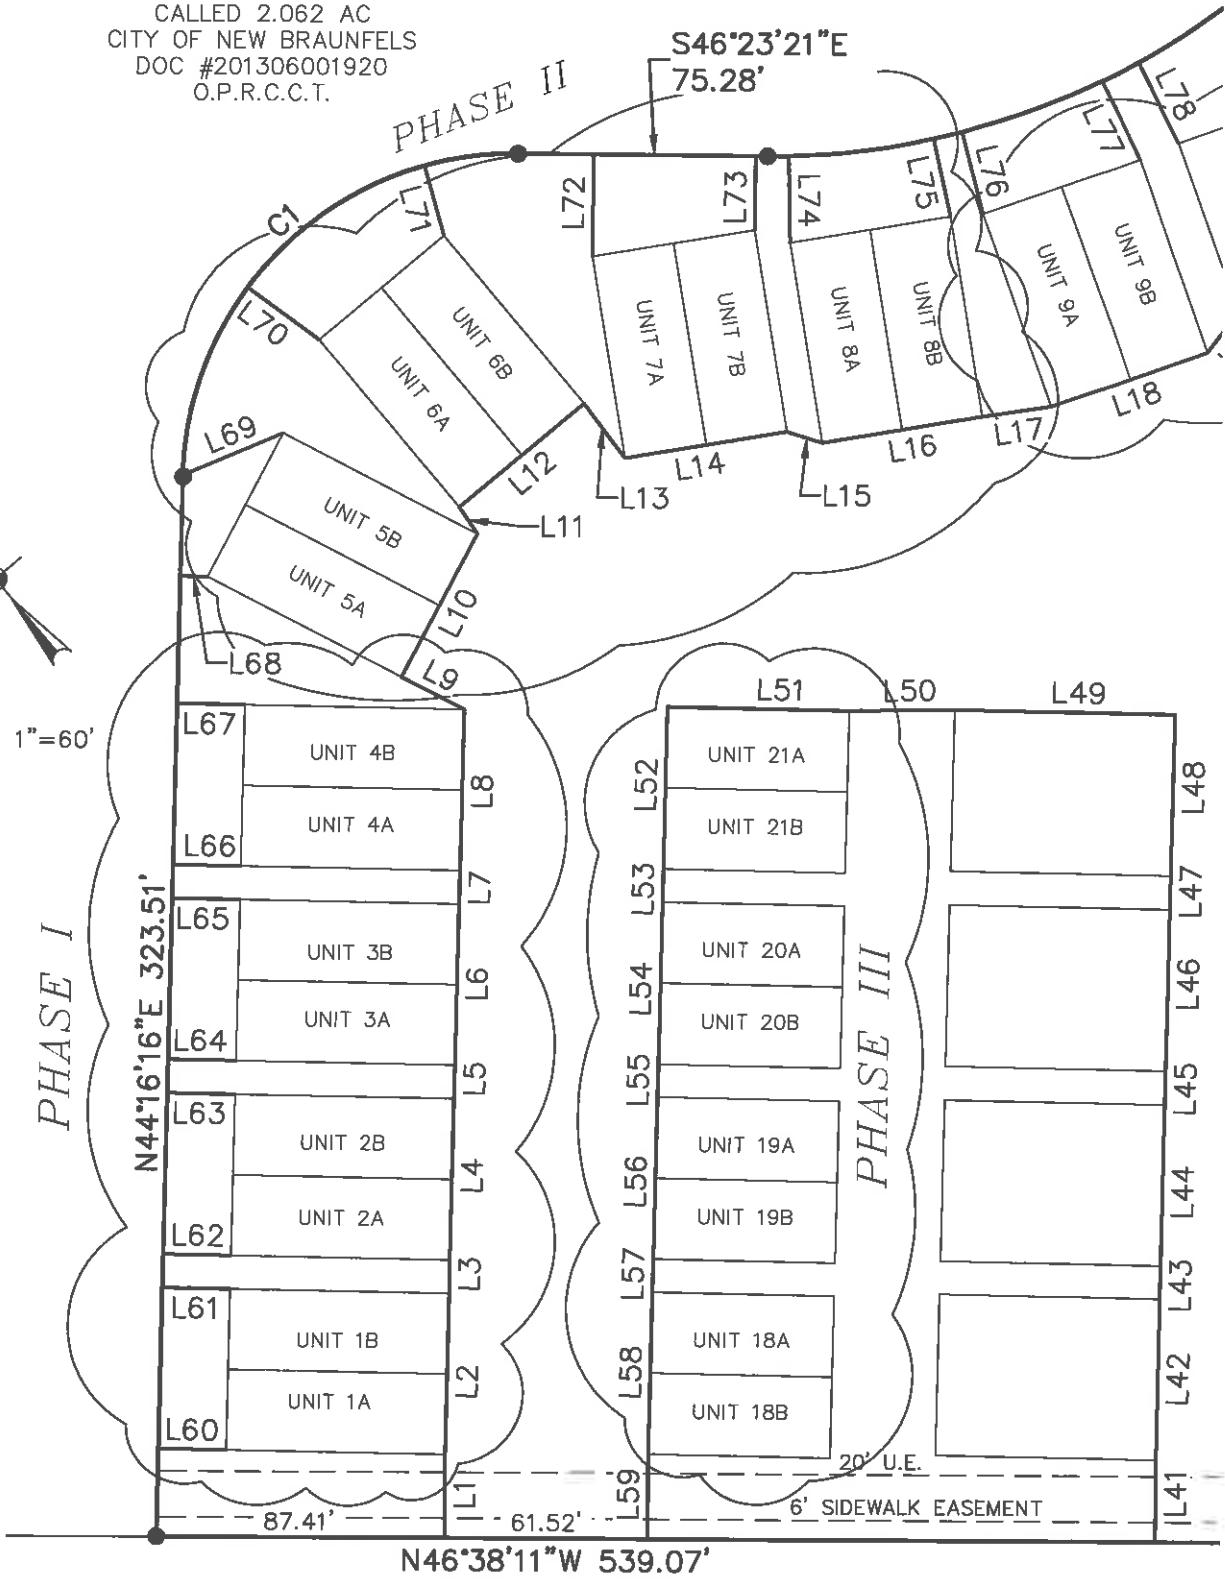 CALLED 2.062 AC
CITY OF NEW BRAUNFELS
DOC #201306001920
O.P.R.C.C.T.
PHASE II
S46°23'21"E
75.28'
C1
L71
L72
L73
L74
L75
L76
L77
L78
L70
UNIT 6A
UNIT 6B
UNIT 7A
UNIT 7B
UNIT 8A
UNIT 8B
UNIT 9A
UNIT 9B
L69
L12
L13
L14
L15
L16
L17
L18
L11
UNIT 5B
UNIT 5A
L10
L68
L9
1"=60'
L67
UNIT 4B
L8
UNIT 4A
L66
L7
L65
UNIT 3B
L6
UNIT 3A
L64
L5
L63
UNIT 2B
L4
UNIT 2A
L62
L3
L61
UNIT 1B
L2
UNIT 1A
L60
L1
PHASE I
N44°16'16"E 323.51'
L51
L50
L49
L52
UNIT 21A
UNIT 21B
L48
L53
L47
UNIT 20A
L54
UNIT 20B
L46
L55
L45
UNIT 19A
L56
UNIT 19B
L44
L57
L43
UNIT 18A
L58
UNIT 18B
L42
PHASE III
L59
20' U.E.
6' SIDEWALK EASEMENT
L41
87.41'
61.52'
N46°38'11"W 539.07'